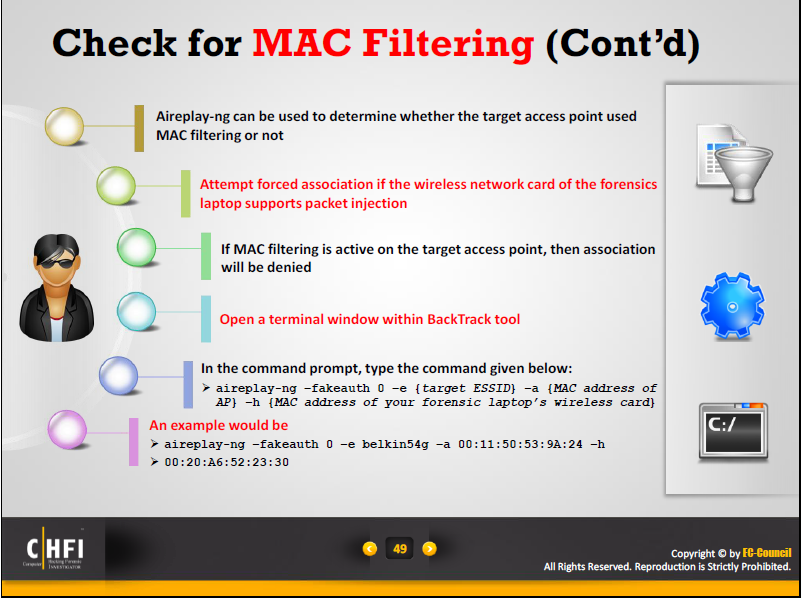 Check for MAC Filtering (Cont’d)
Aireplay-ng can be used to determine whether the target access point used
MAC filtering or not
Attempt forced association if the wireless network card of the forensics
laptop supports packet injection
If MAC filtering is active on the target access point, then association
will be denied
Open a terminal window within BackTrack tool
In the command prompt, type the command given below:
➢ aireplay-ng –fakeauth 0 –e {target ESSID} –a {MAC address of
AP} –h {MAC address of your forensic laptop’s wireless card}
An example would be
➢ aireplay-ng –fakeauth 0 –e belkin54g –a 00:11:50:53:9A:24 –h
➢ 00:20:A6:52:23:30
C:/
CHFI
Computer Hacking Forensic
INVESTIGATOR
49
Copyright © by EC-Council
All Rights Reserved. Reproduction is Strictly Prohibited.